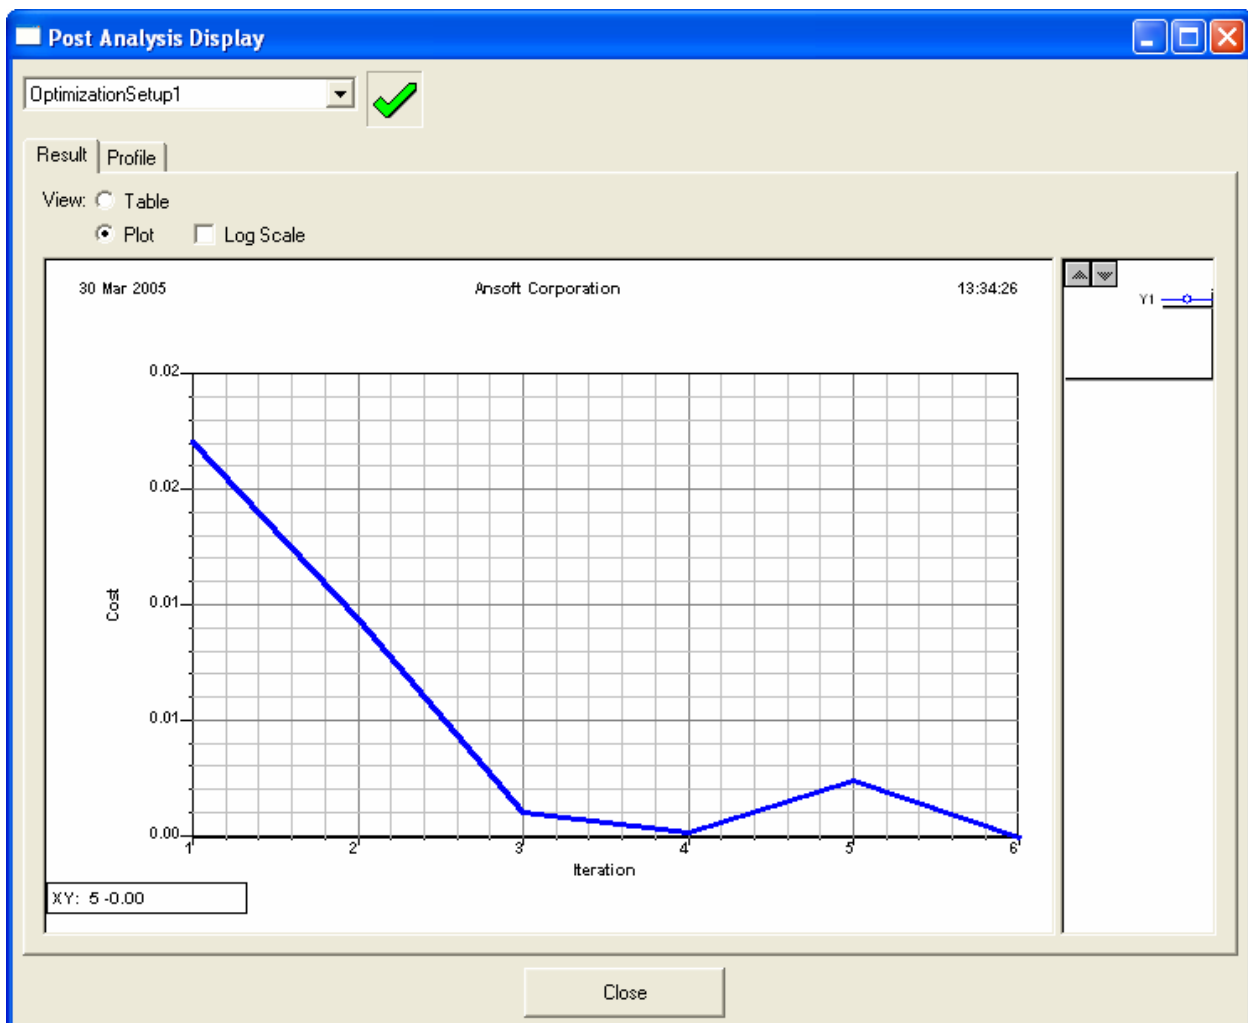 Post Analysis Display
OptimizationSetup1
Result Profile
View: Table
Plot Log Scale
30 Mar 2005 Ansoft Corporation 13:34:26
Y1
0.02
0.02
0.01
0.01
0.00
Cost
1 2 3 4 5 6
Iteration
XY: 5 -0.00
Close